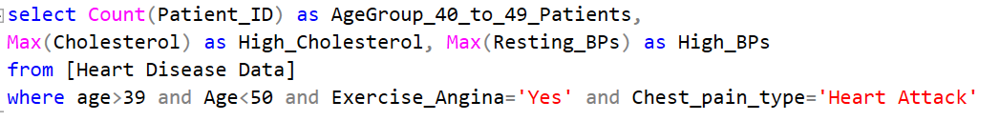 select Count(Patient_ID) as AgeGroup_40_to_49_Patients,
Max(Cholesterol) as High_Cholesterol, Max(Resting_BPs) as High_BPs
from [Heart Disease Data]
where age>39 and Age<50 and Exercise_Angina='Yes' and Chest_pain_type='Heart Attack'